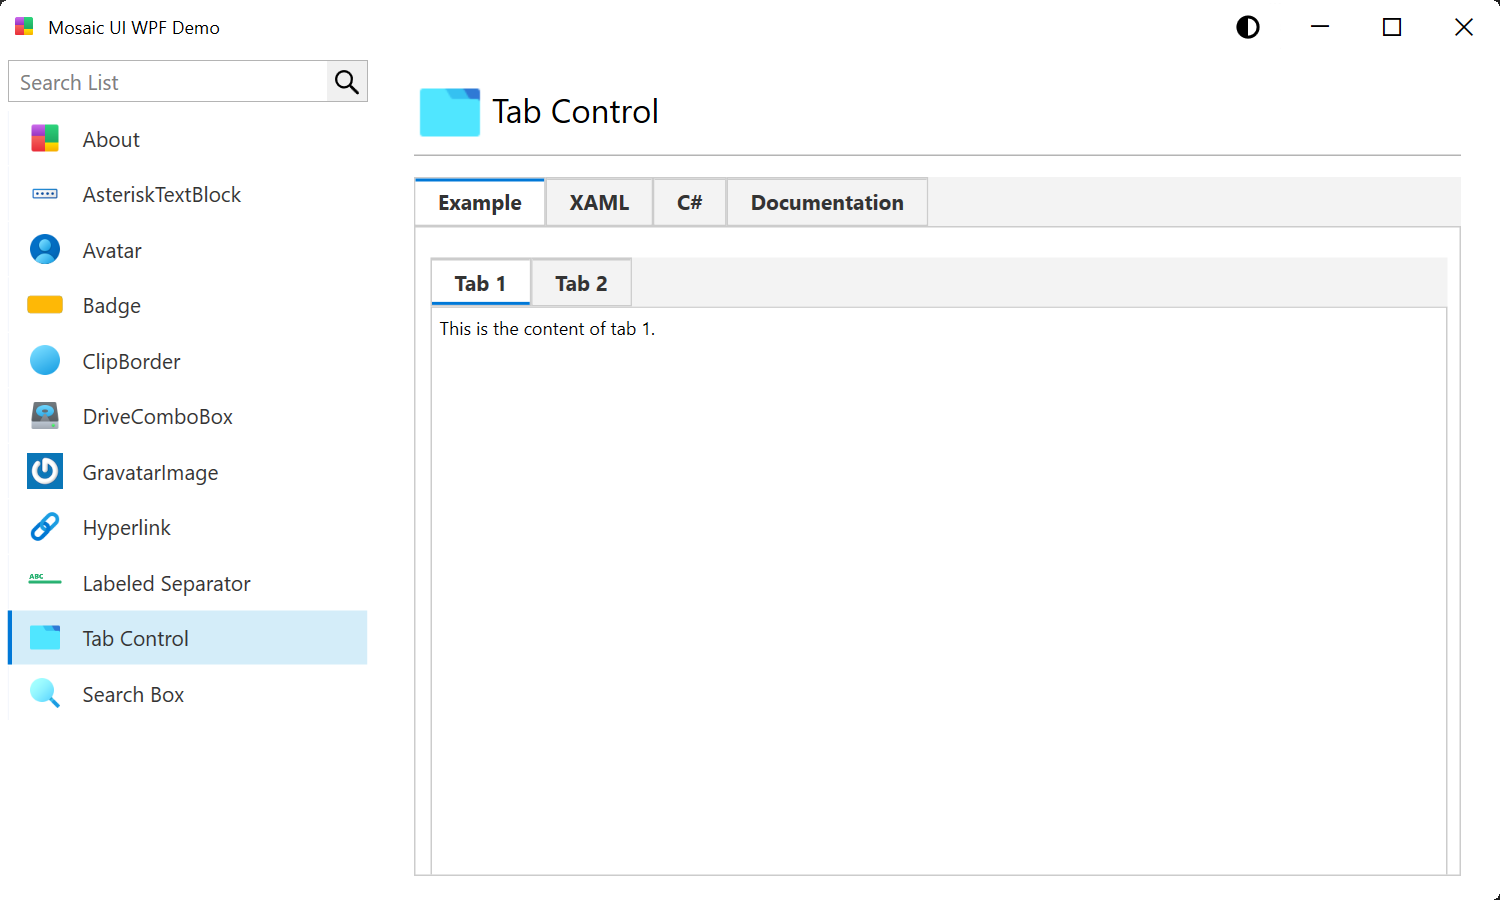 Mosaic UI WPF Demo
Search List
About
AsteriskTextBlock
Avatar
Badge
ClipBorder
DriveComboBox
GravatarImage
Hyperlink
ABC
Labeled Separator
Tab Control
Search Box
Tab Control
Example XAML C# Documentation
Tab 1 Tab 2
This is the content of tab 1.